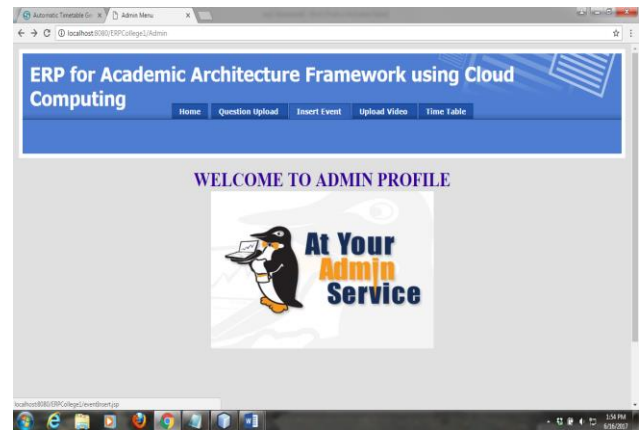 Automatic Timetable Ge
Admin Menu
localhost:8080/ERPCollege1/Admin
ERP for Academic Architecture Framework using Cloud
Computing
Home Question Upload Insert Event Upload Video Time Table
WELCOME TO ADMIN PROFILE
At Your
Admin
Service
localhost:8080/ERPCollege1/eventInsert.jsp
1:54 PM
6/16/2017